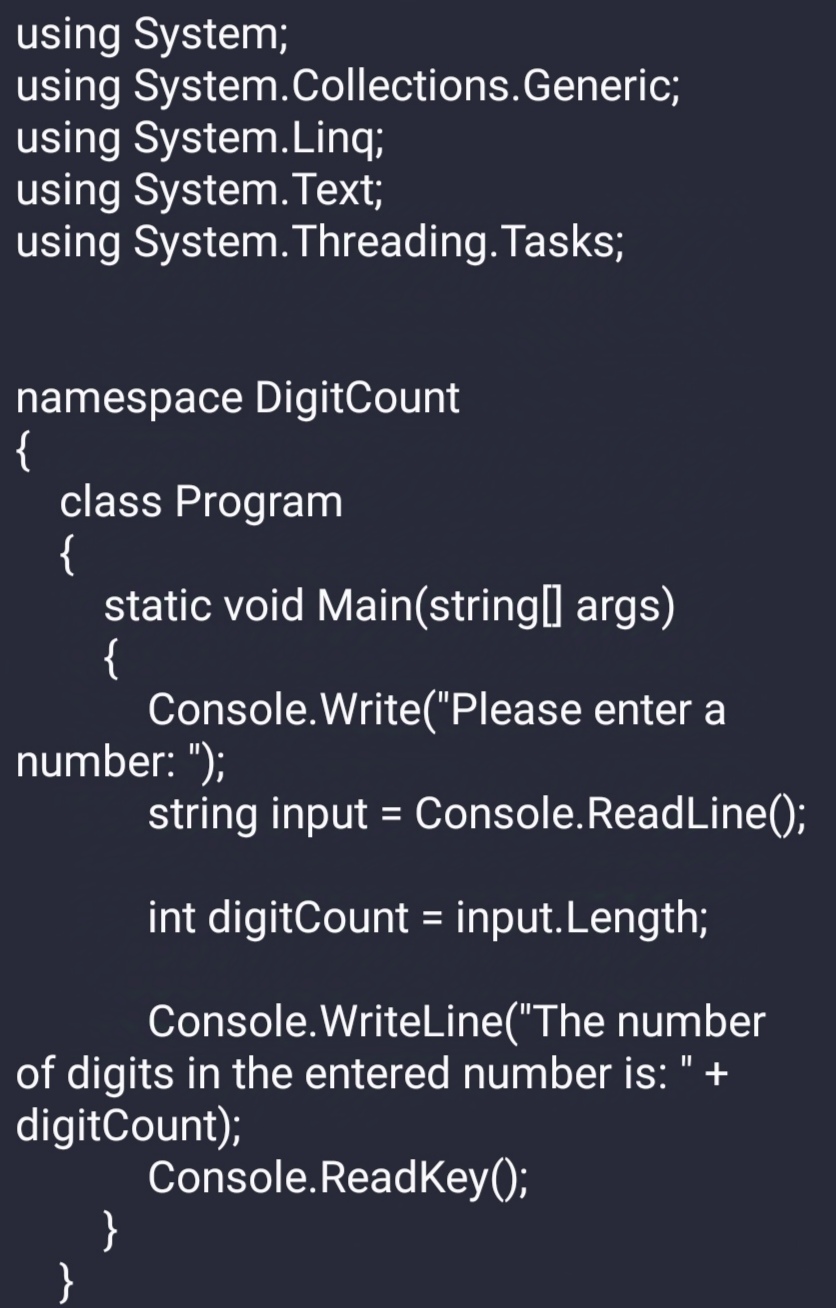 using System;
using System.Collections.Generic;
using System.Linq;
using System.Text;
using System.Threading.Tasks;
namespace DigitCount
{
class Program
{
static void Main(string[] args)
{
Console.Write("Please enter a
number: ");
string input = Console.ReadLine();
int digitCount = input.Length;
Console.WriteLine("The number
of digits in the entered number is: " +
digitCount);
Console.ReadKey();
}
}